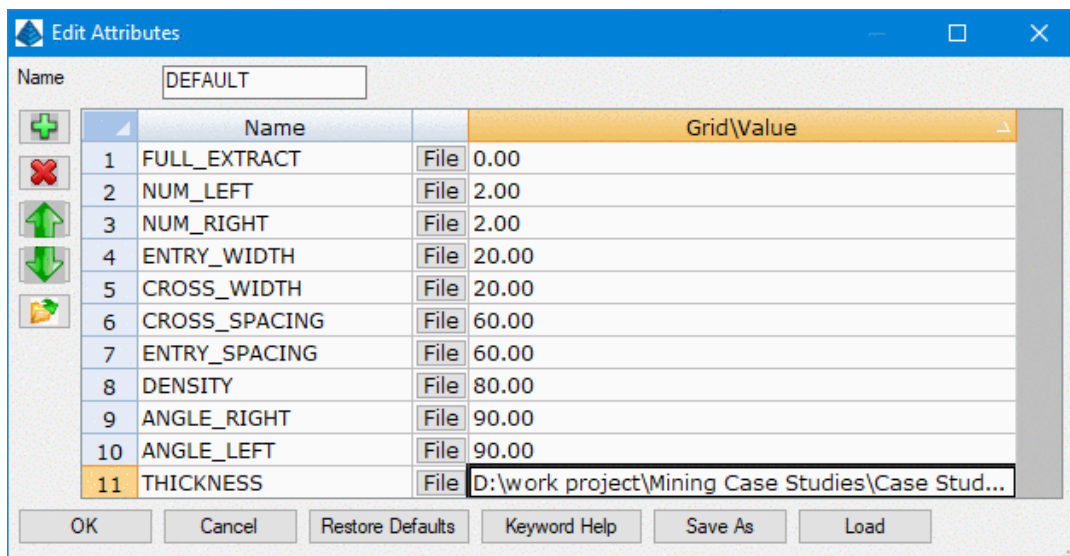 Edit Attributes
Name DEFAULT
Name Grid\Value
1 FULL_EXTRACT File 0.00
2 NUM_LEFT File 2.00
3 NUM_RIGHT File 2.00
4 ENTRY_WIDTH File 20.00
5 CROSS_WIDTH File 20.00
6 CROSS_SPACING File 60.00
7 ENTRY_SPACING File 60.00
8 DENSITY File 80.00
9 ANGLE_RIGHT File 90.00
10 ANGLE_LEFT File 90.00
11 THICKNESS File D:\work project\Mining Case Studies\Case Stud...
OK Cancel Restore Defaults Keyword Help Save As Load